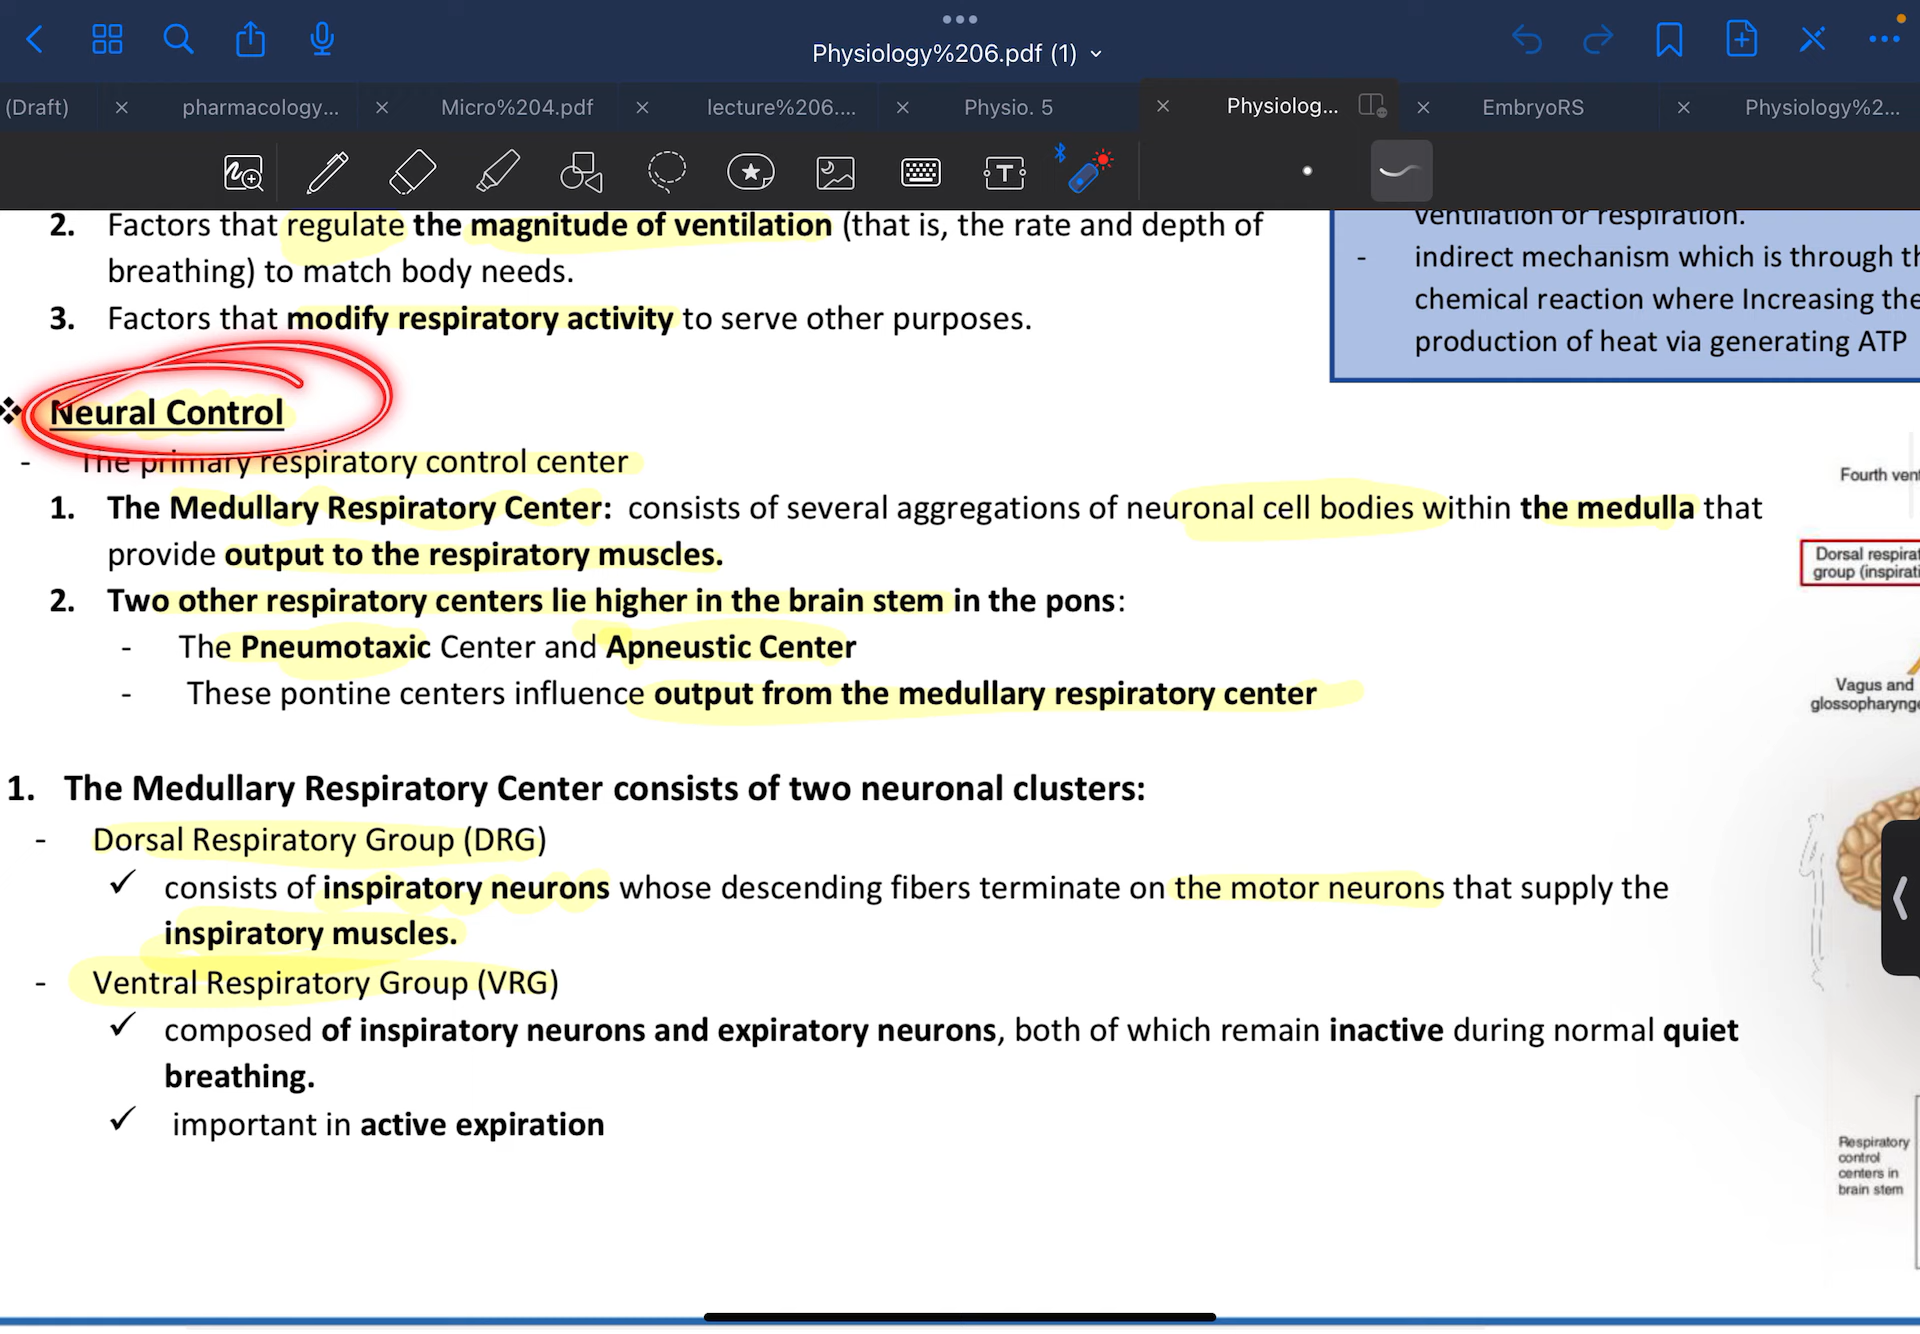 Physiology%206.pdf (1)
(Draft)
pharmacology...
Micro%204.pdf
lecture%206....
Physio. 5
Physiolog...
EmbryoRS
Physiology%2...
2. Factors that regulate the magnitude of ventilation (that is, the rate and depth of
breathing) to match body needs.
3. Factors that modify respiratory activity to serve other purposes.
ventilation or respiration.
- indirect mechanism which is through
chemical reaction where Increasing the
production of heat via generating ATP
❖ Neural Control
- The primary respiratory control center
1. The Medullary Respiratory Center: consists of several aggregations of neuronal cell bodies within the medulla that
provide output to the respiratory muscles.
2. Two other respiratory centers lie higher in the brain stem in the pons:
- The Pneumotaxic Center and Apneustic Center
- These pontine centers influence output from the medullary respiratory center
1. The Medullary Respiratory Center consists of two neuronal clusters:
- Dorsal Respiratory Group (DRG)
✓ consists of inspiratory neurons whose descending fibers terminate on the motor neurons that supply the
inspiratory muscles.
- Ventral Respiratory Group (VRG)
✓ composed of inspiratory neurons and expiratory neurons, both of which remain inactive during normal quiet
breathing.
✓ important in active expiration
Fourth vent
Dorsal respirat
group (inspirati
Vagus and
glossopharynge
Respiratory
control
centers in
brain stem